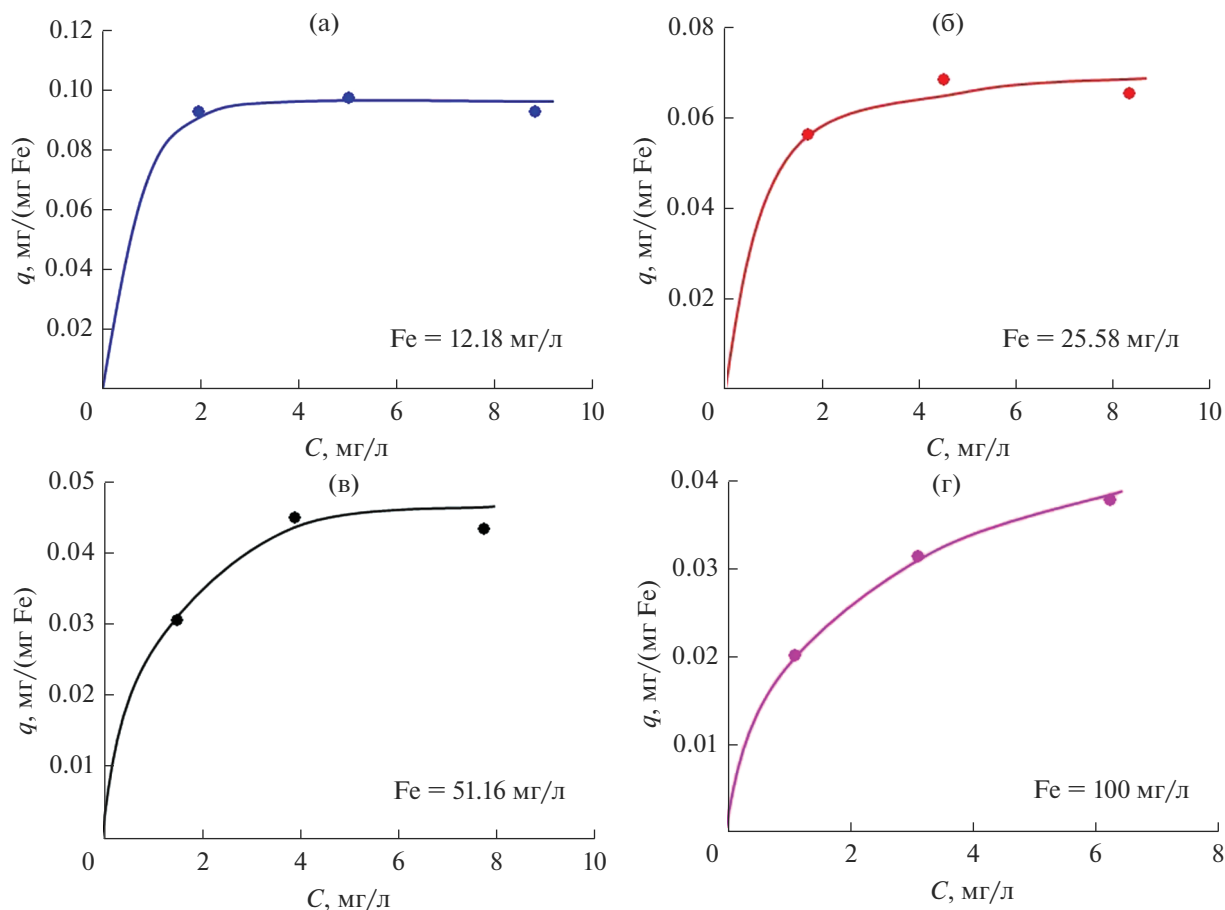 (а)
0.12
0.10
0.08
0.06
0.04
0.02
q, мг/(мг Fe)
Fe = 12.18 мг/л
0
2
4
6
8
10
C, мг/л
(б)
0.08
0.06
0.04
0.02
q, мг/(мг Fe)
Fe = 25.58 мг/л
0
2
4
6
8
10
C, мг/л
(в)
0.05
0.04
0.03
0.02
0.01
q, мг/(мг Fe)
Fe = 51.16 мг/л
0
2
4
6
8
10
C, мг/л
(г)
0.04
0.03
0.02
0.01
q, мг/(мг Fe)
Fe = 100 мг/л
0
2
4
6
8
C, мг/л